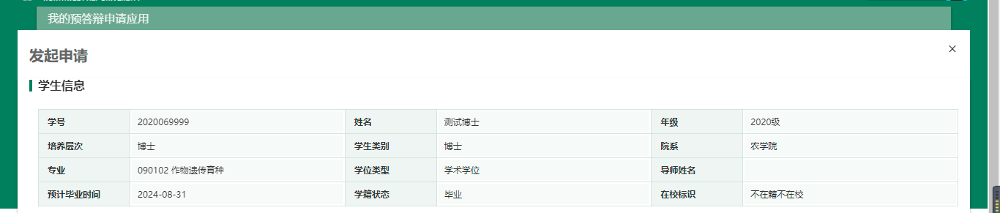 我的预答辩申请应用
发起申请
×
学生信息
学号 2020069999 姓名 测试博士 年级 2020级
培养层次 博士 学生类别 博士 院系 农学院
专业 090102 作物遗传育种 学位类型 学术学位 导师姓名
预计毕业时间 2024-08-31 学籍状态 毕业 在校标识 不在籍不在校